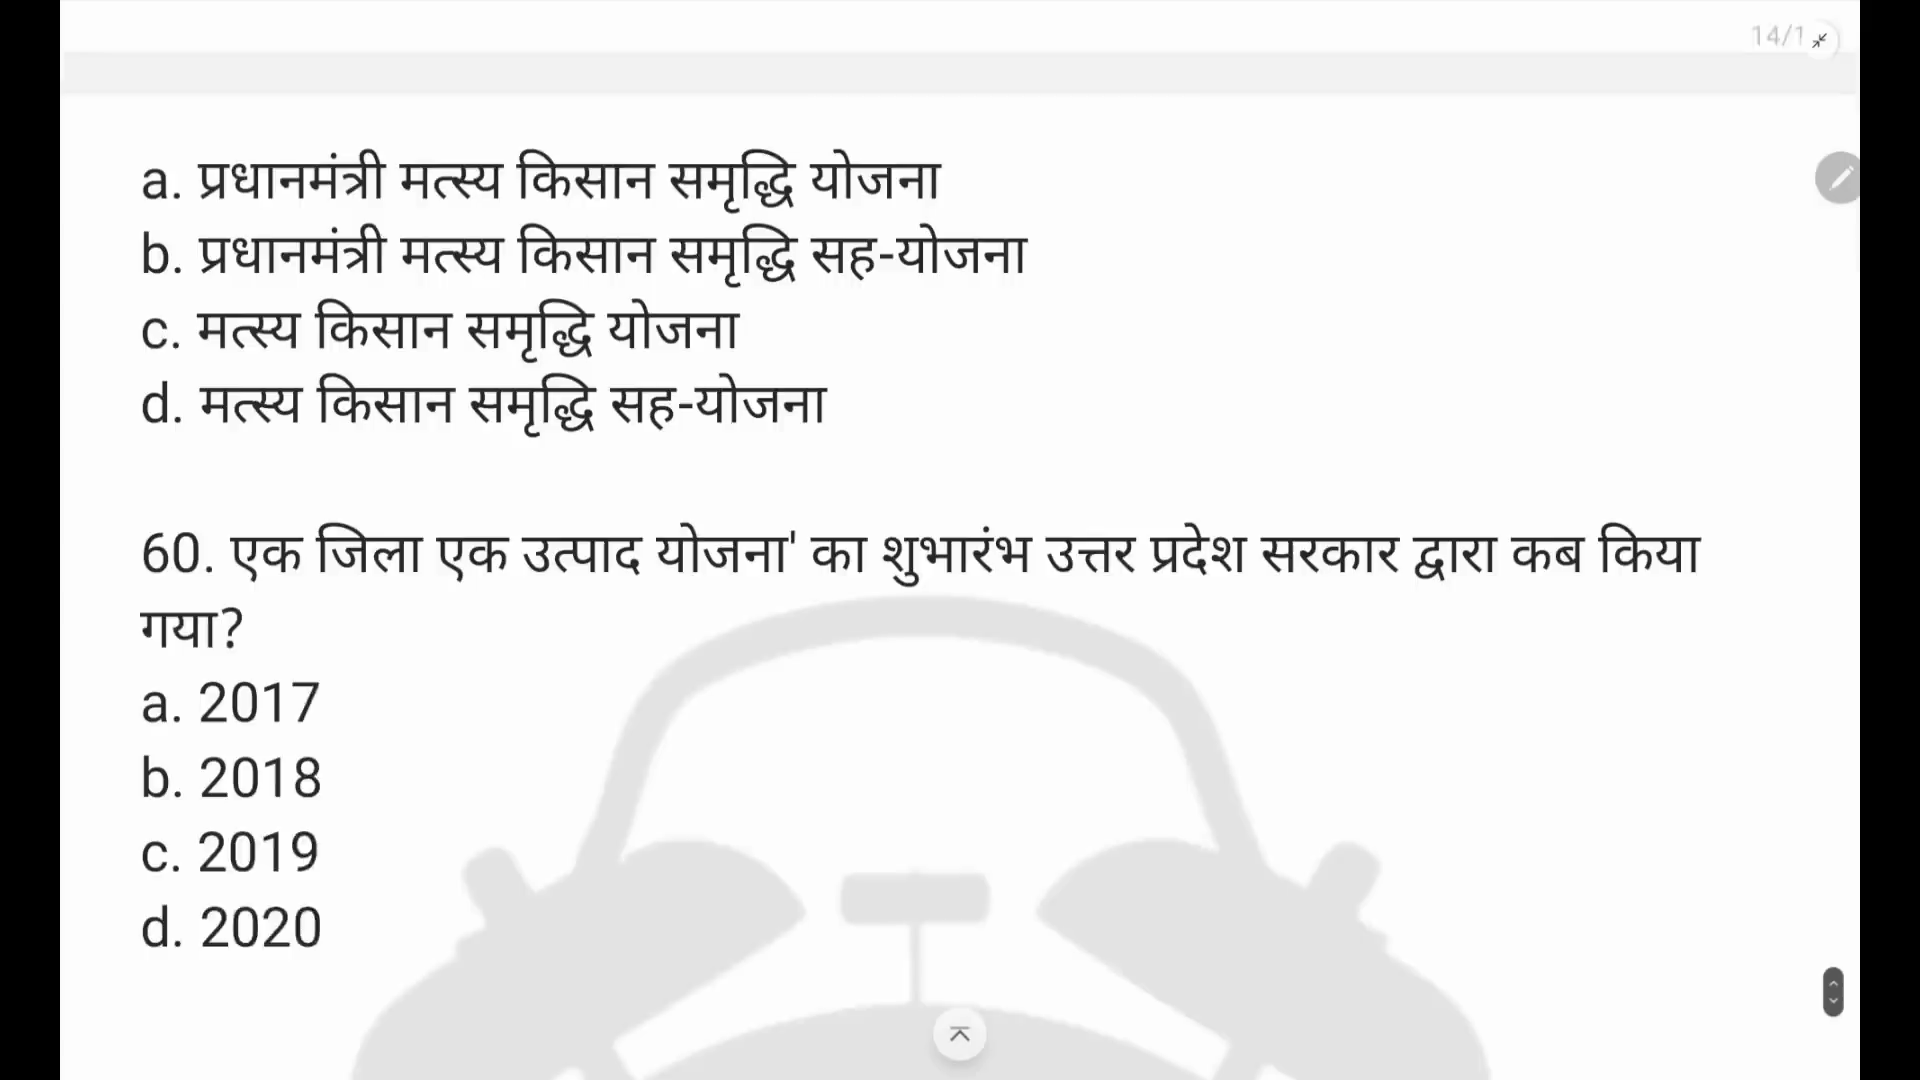 14/1
a. प्रधानमंत्री मत्स्य किसान समृद्धि योजना
b. प्रधानमंत्री मत्स्य किसान समृद्धि सह-योजना
c. मत्स्य किसान समृद्धि योजना
d. मत्स्य किसान समृद्धि सह-योजना
60. एक जिला एक उत्पाद योजना' का शुभारंभ उत्तर प्रदेश सरकार द्वारा कब किया
गया?
a. 2017
b. 2018
c. 2019
d. 2020